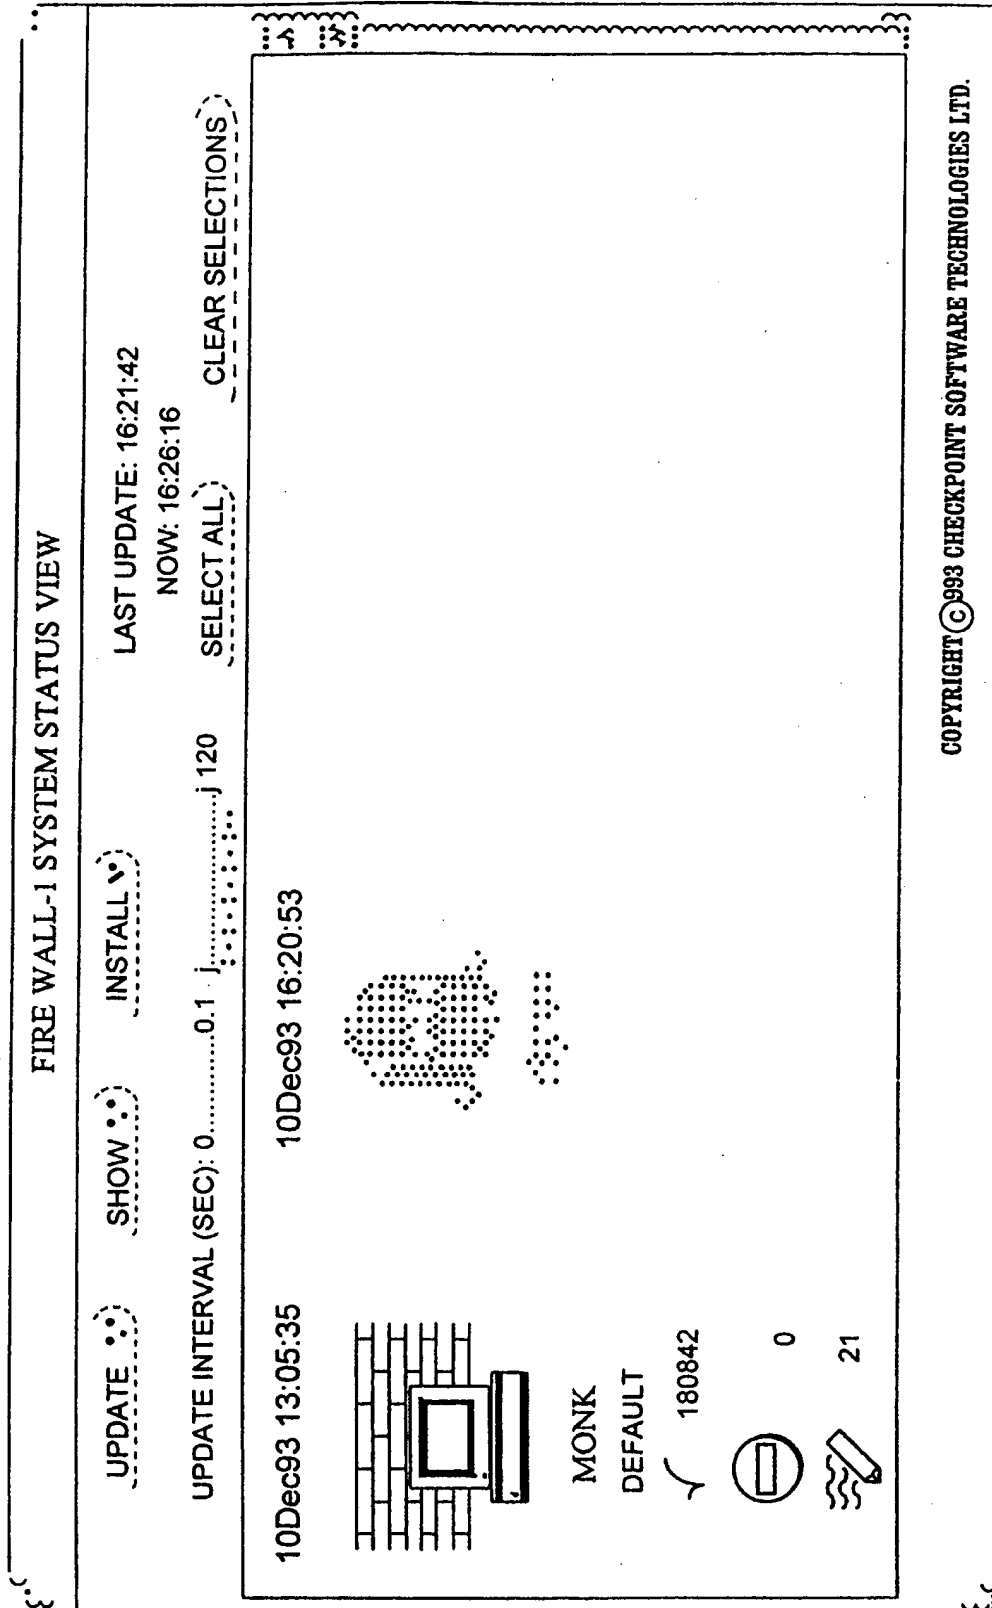 FIRE WALL-1 SYSTEM STATUS VIEW
UPDATE SHOW INSTALL
LAST UPDATE: 16:21:42
NOW: 16:26:16
UPDATE INTERVAL (SEC): 0.............0.1 j....................j 120
SELECT ALL CLEAR SELECTIONS
10Dec93 13:05:35 10Dec93 16:20:53
MONK
DEFAULT
180842
0
21
COPYRIGHT©993 CHECKPOINT SOFTWARE TECHNOLOGIES LTD.